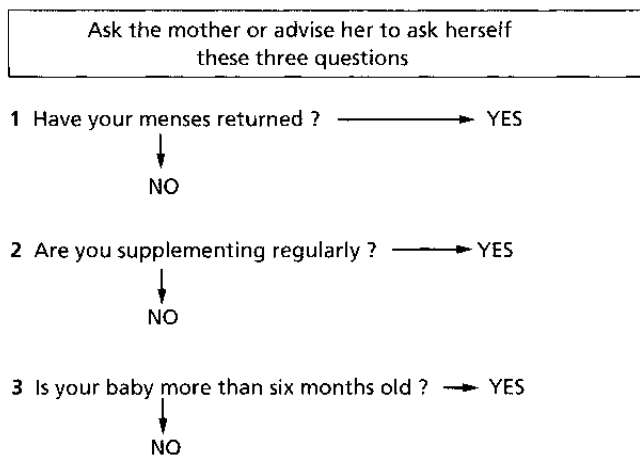 Ask the mother or advise her to ask herself
these three questions
1 Have your menses returned ? YES
NO
2 Are you supplementing regularly ? YES
NO
3 Is your baby more than six months old ? YES
NO